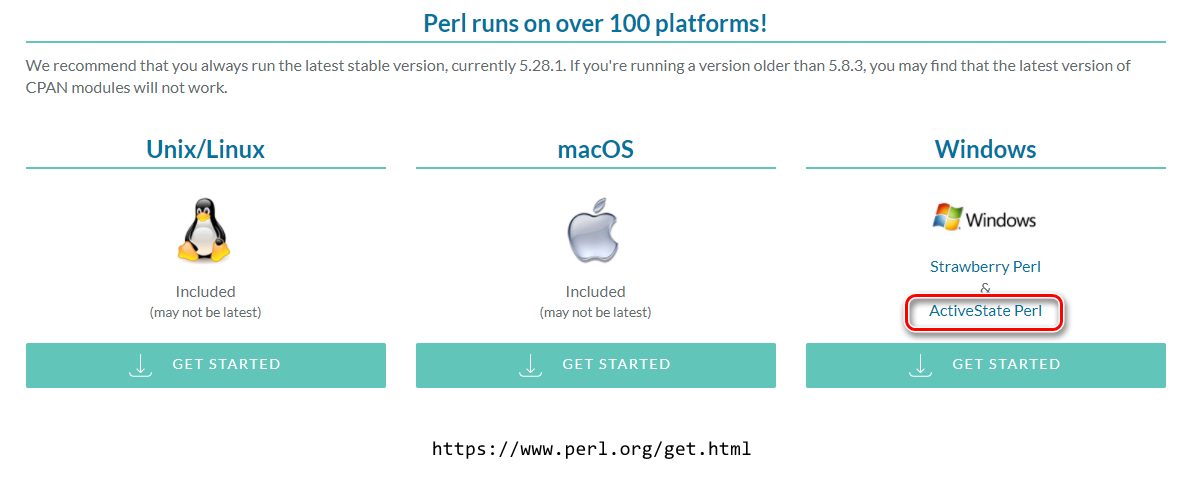 Perl runs on over 100 platforms!
We recommend that you always run the latest stable version, currently 5.28.1. If you're running a version older than 5.8.3, you may find that the latest version of
CPAN modules will not work.
Unix/Linux
Included
(may not be latest)
GET STARTED
macOS
Included
(may not be latest)
GET STARTED
Windows
Windows
Strawberry Perl
&
ActiveState Perl
GET STARTED
https://www.perl.org/get.html